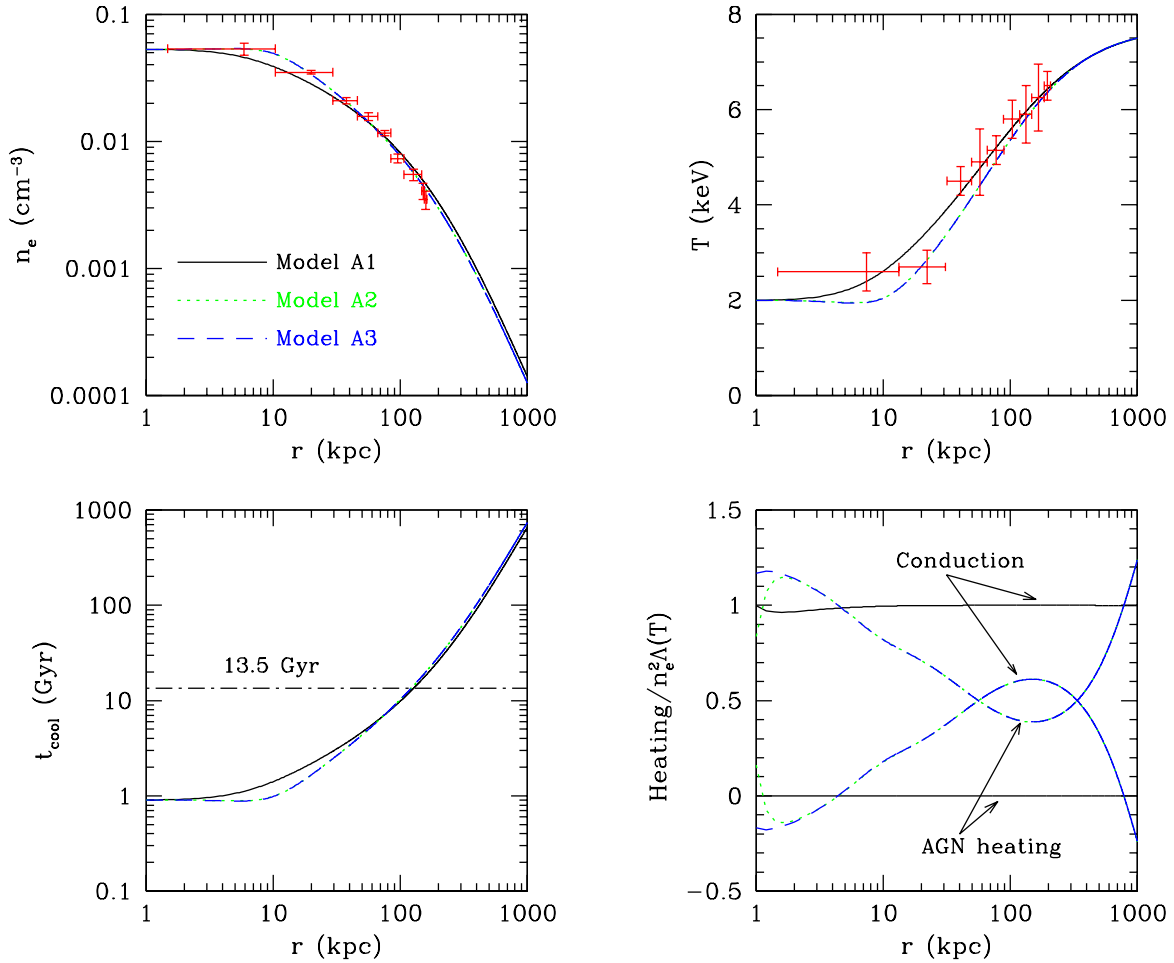 0.1
0.01
0.001
0.0001
n_e (cm⁻³)
Model A1
Model A2
Model A3
1 10 100 1000
r (kpc)
8
6
4
2
0
T (keV)
1 10 100 1000
r (kpc)
1000
100
10
1
0.1
t_cool (Gyr)
13.5 Gyr
1 10 100 1000
r (kpc)
1.5
1
0.5
0
−0.5
Heating/n_e²Λ(T)
Conduction
AGN heating
1 10 100 1000
r (kpc)